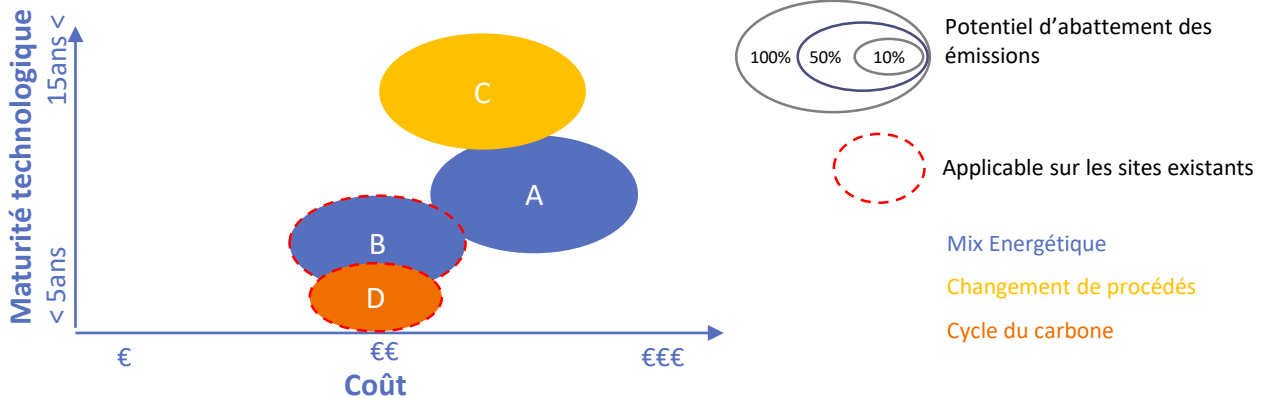 Maturité technologique
< 5ans
15ans <
C
A
B
D
€
€€
€€€
Coût
100%
50%
10%
Potentiel d’abattement des
émissions
Applicable sur les sites existants
Mix Energétique
Changement de procédés
Cycle du carbone